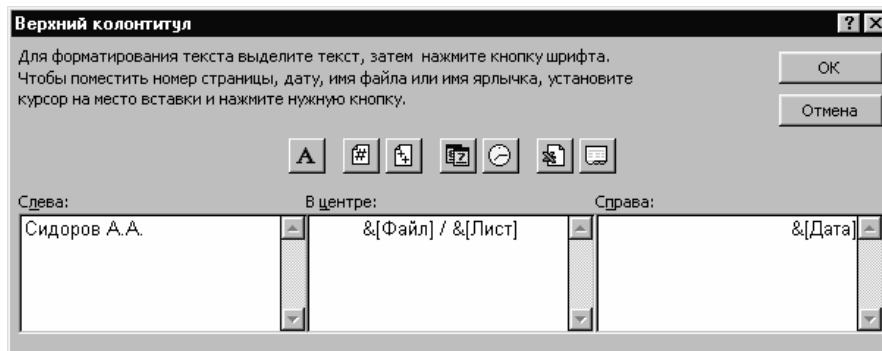 Верхний колонтитул
Для форматирования текста выделите текст, затем нажмите кнопку шрифта.
Чтобы поместить номер страницы, дату, имя файла или имя ярлычка, установите
курсор на место вставки и нажмите нужную кнопку.
ОК
Отмена
A
Слева:
В центре:
Справа:
Сидоров А.А.
&[Файл] / &[Лист]
&[Дата]